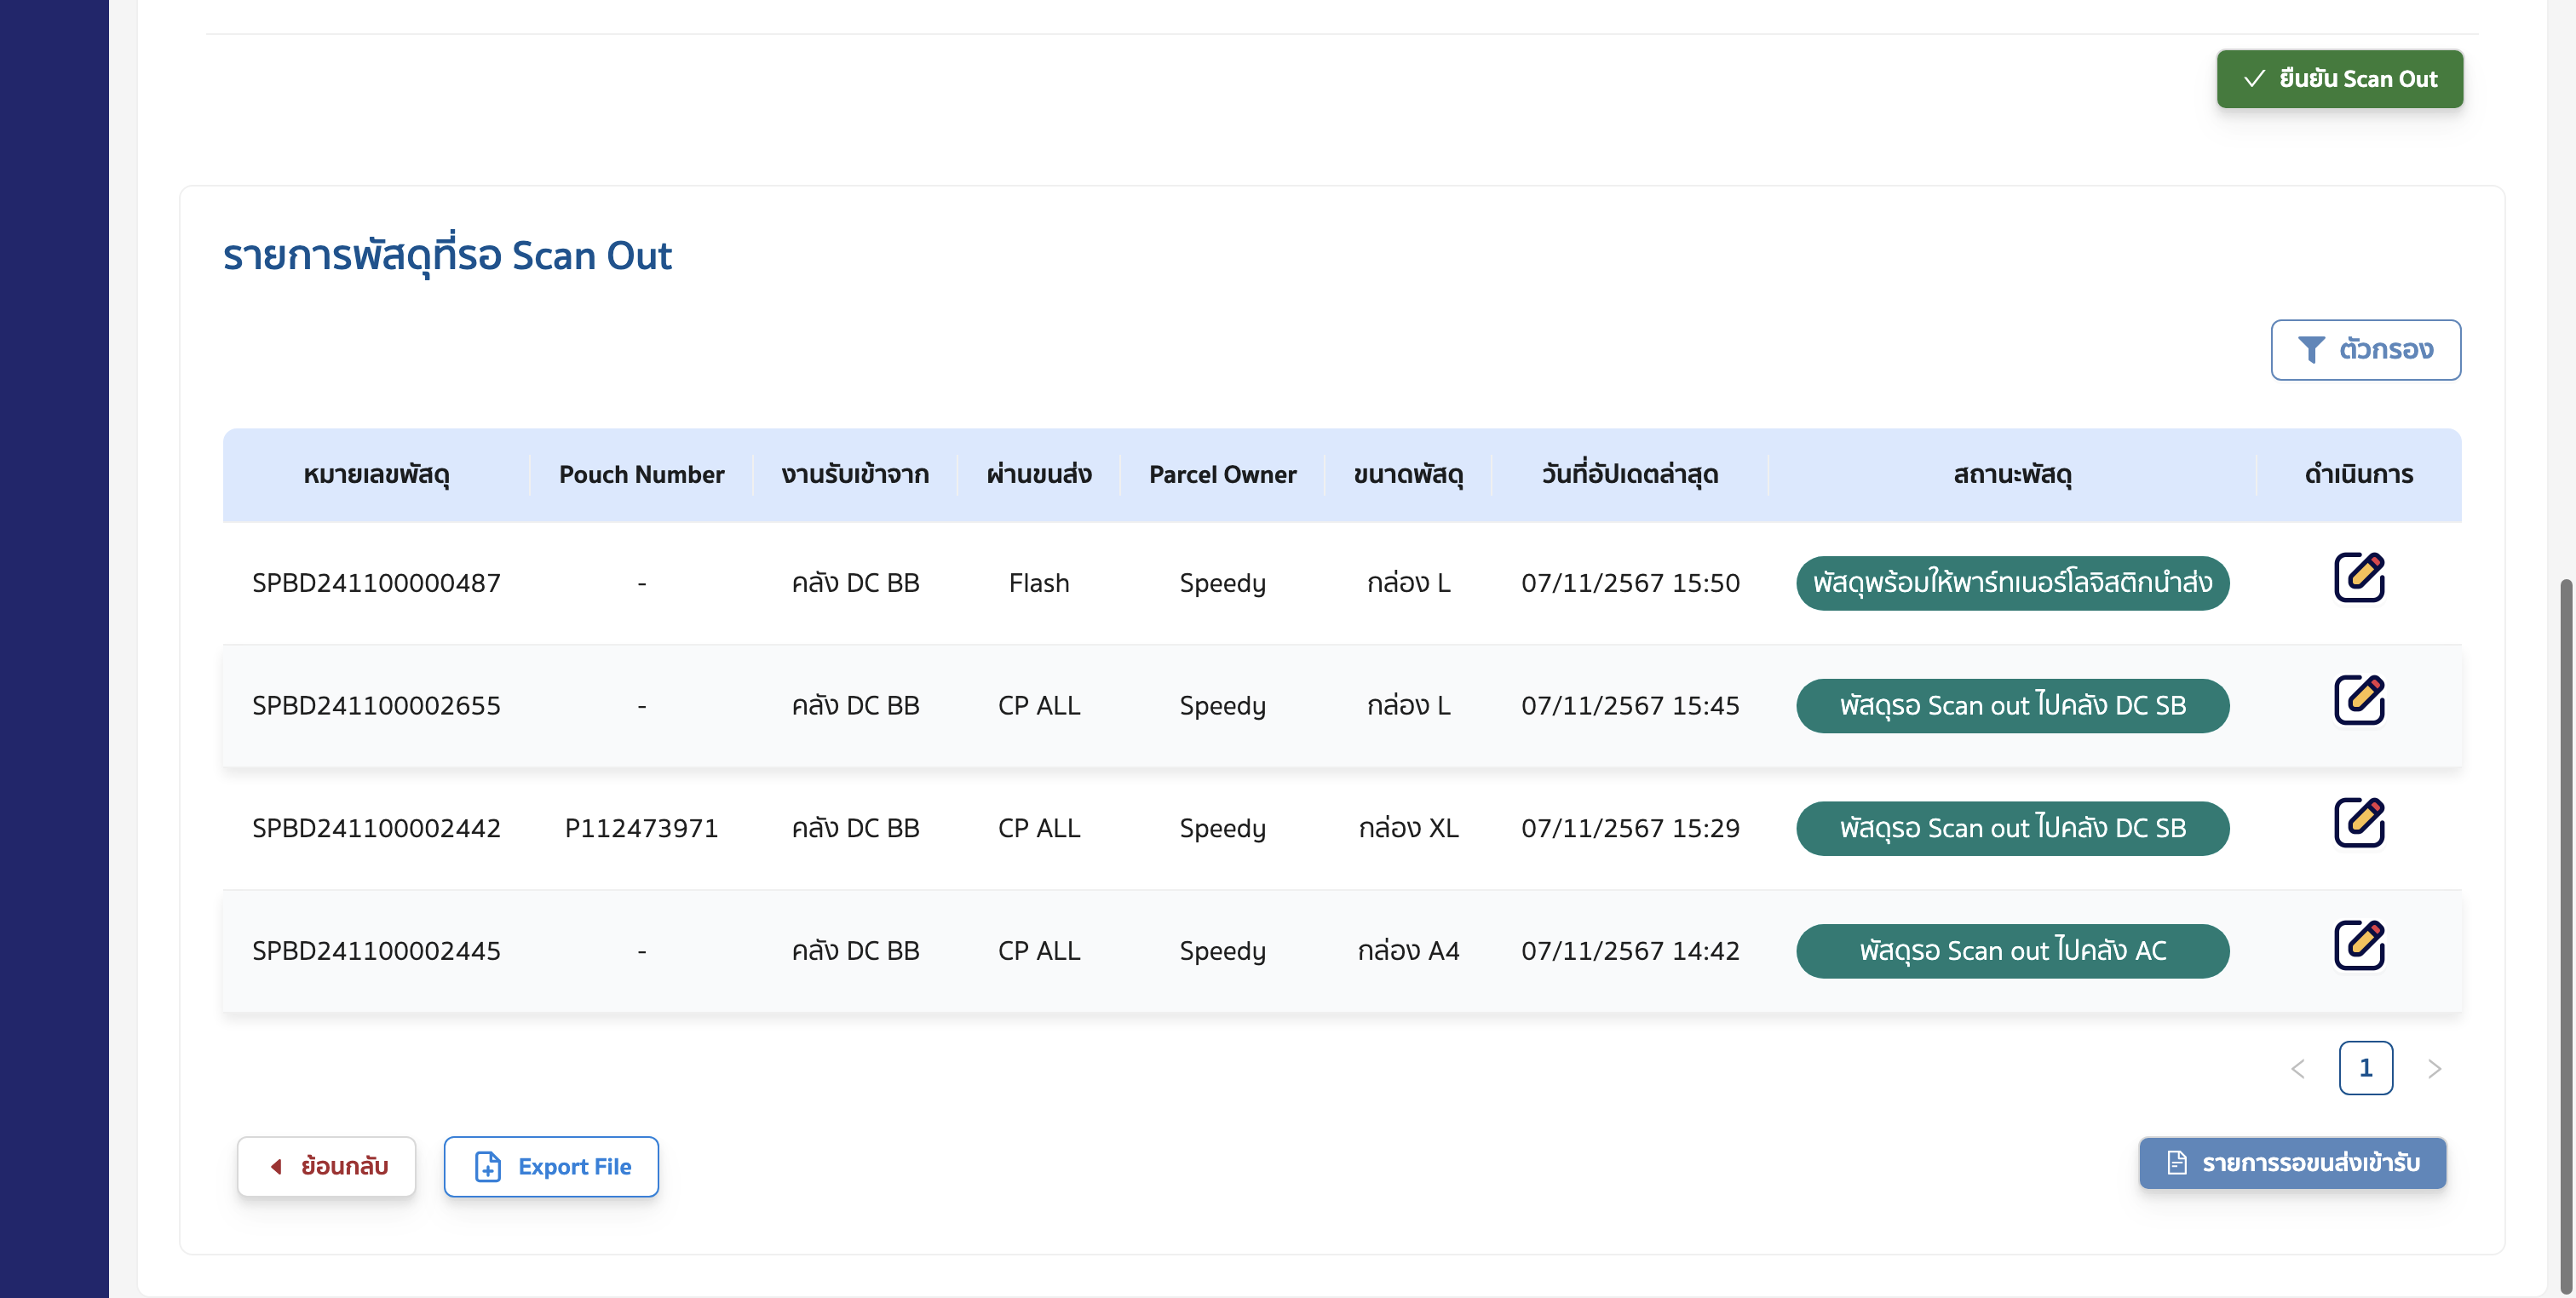 ยืนยัน Scan Out
รายการพัสดุที่รอ Scan Out
ตัวกรอง
หมายเลขพัสดุ Pouch Number งานรับเข้าจาก ผ่านขนส่ง Parcel Owner ขนาดพัสดุ วันที่อัปเดตล่าสุด สถานะพัสดุ ดำเนินการ
SPBD241100000487 - คลัง DC BB Flash Speedy กล่อง L 07/11/2567 15:50 พัสดุพร้อมให้พาร์ทเนอร์โลจิสติกนำส่ง
SPBD241100002655 - คลัง DC BB CP ALL Speedy กล่อง L 07/11/2567 15:45 พัสดุรอ Scan out ไปคลัง DC SB
SPBD241100002442 P112473971 คลัง DC BB CP ALL Speedy กล่อง XL 07/11/2567 15:29 พัสดุรอ Scan out ไปคลัง DC SB
SPBD241100002445 - คลัง DC BB CP ALL Speedy กล่อง A4 07/11/2567 14:42 พัสดุรอ Scan out ไปคลัง AC
1
ย้อนกลับ Export File รายการรอขนส่งเข้ารับ